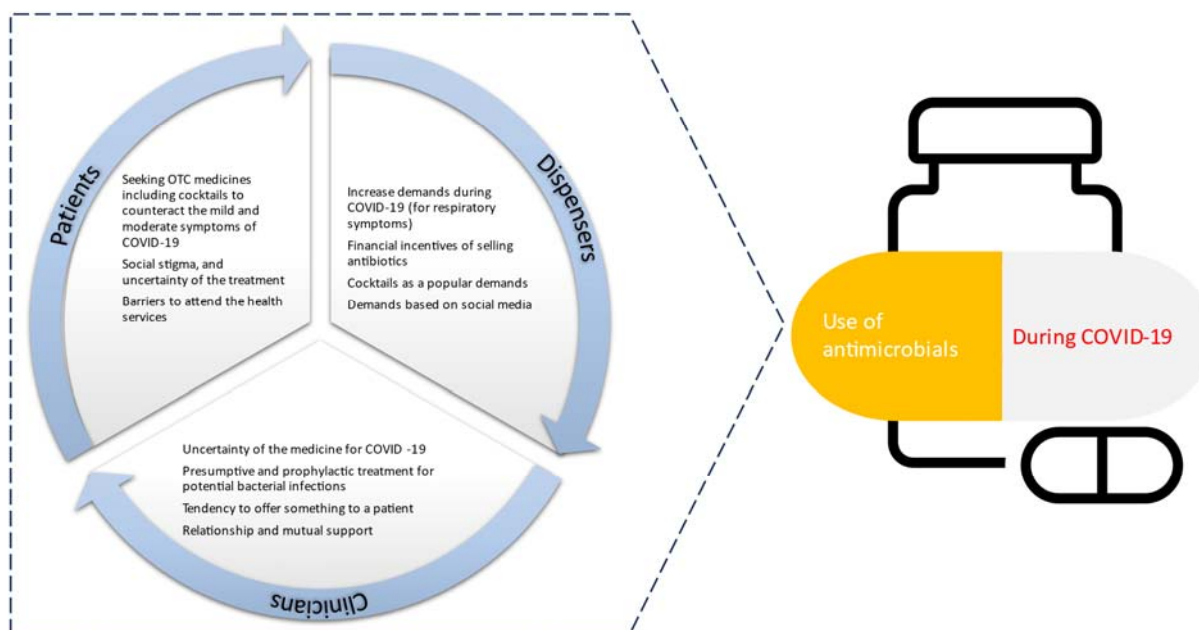 Patients
Seeking OTC medicines
including cocktails to
counteract the mild and
moderate symptoms of
COVID-19
Social stigma, and
uncertainty of the treatment
Barriers to attend the health
services
Dispensers
Increase demands during
COVID-19 (for respiratory
symptoms)
Financial incentives of selling
antibiotics
Cocktails as a popular demands
Demands based on social media
Uncertainty of the medicine for COVID -19
Presumptive and prophylactic treatment for
potential bacterial infections
Tendency to offer something to a patient
Relationship and mutual support
Clinicians
Use of
antimicrobials
During COVID-19